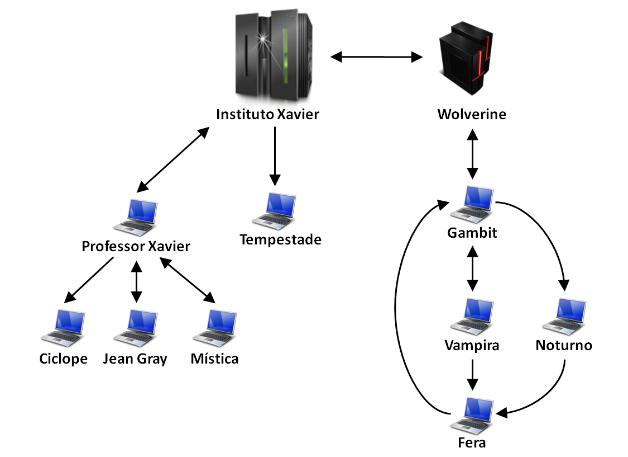 Instituto Xavier
Wolverine
Professor Xavier
Tempestade
Gambit
Ciclope
Jean Gray
Mística
Vampira
Noturno
Fera